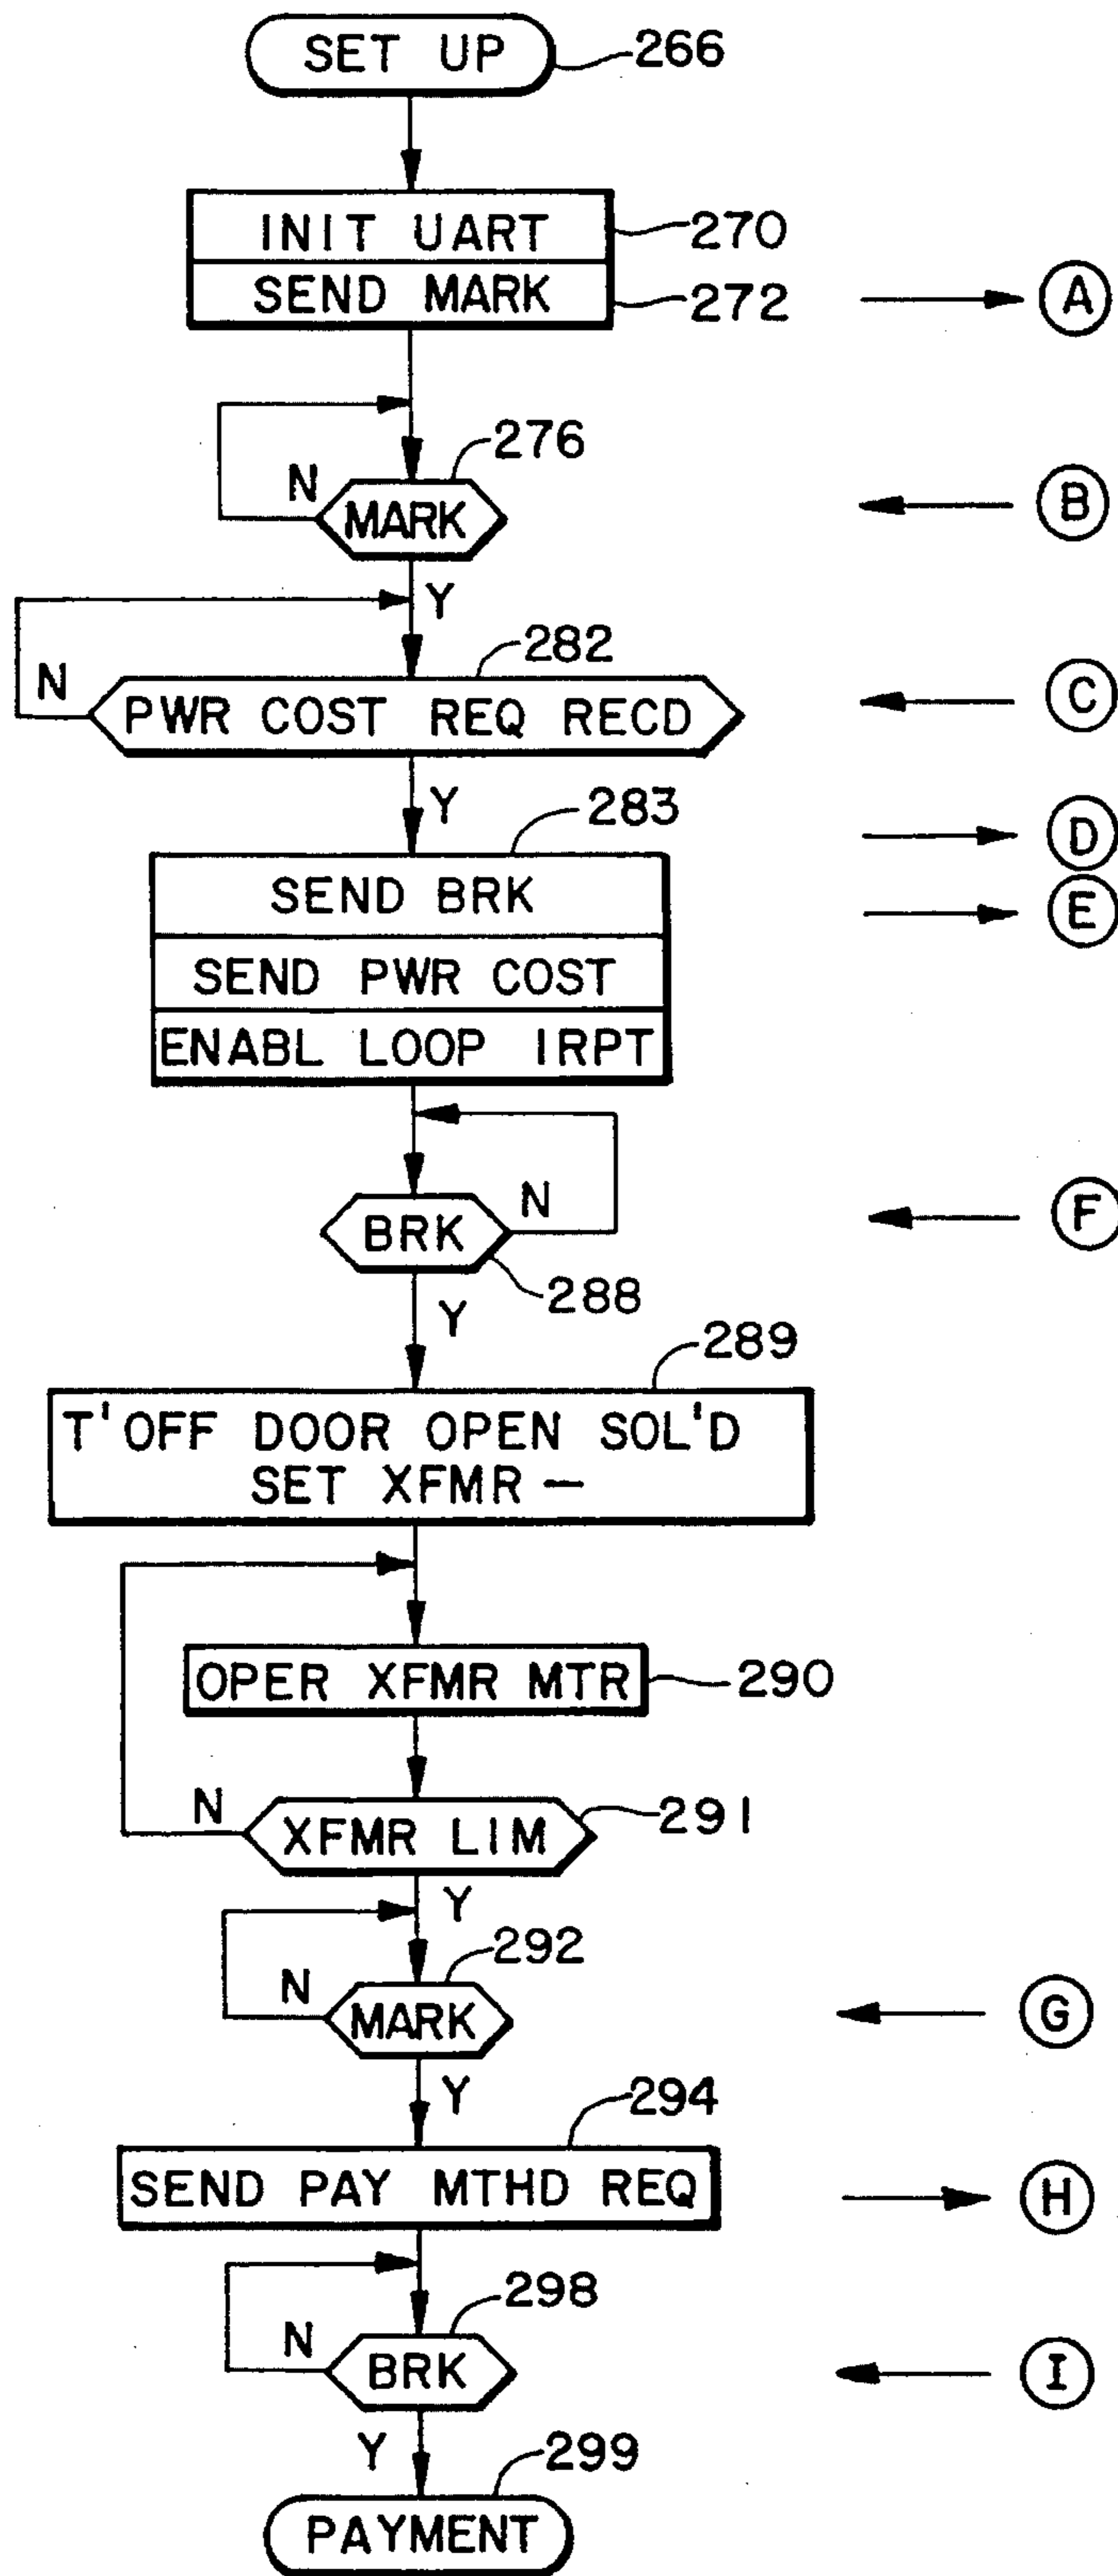 SET UP 266
INIT UART 270
SEND MARK 272 A
276
N MARK B
Y
282
N PWR COST REQ RECD C
Y 283 D
SEND BRK E
SEND PWR COST
ENABL LOOP IRPT
BRK N F
Y 288
289
T'OFF DOOR OPEN SOL'D
SET XFMR –
OPER XFMR MTR 290
N XFMR LIM 291
Y
292
N MARK G
Y
294
SEND PAY MTHD REQ H
298
N BRK I
Y
299
PAYMENT